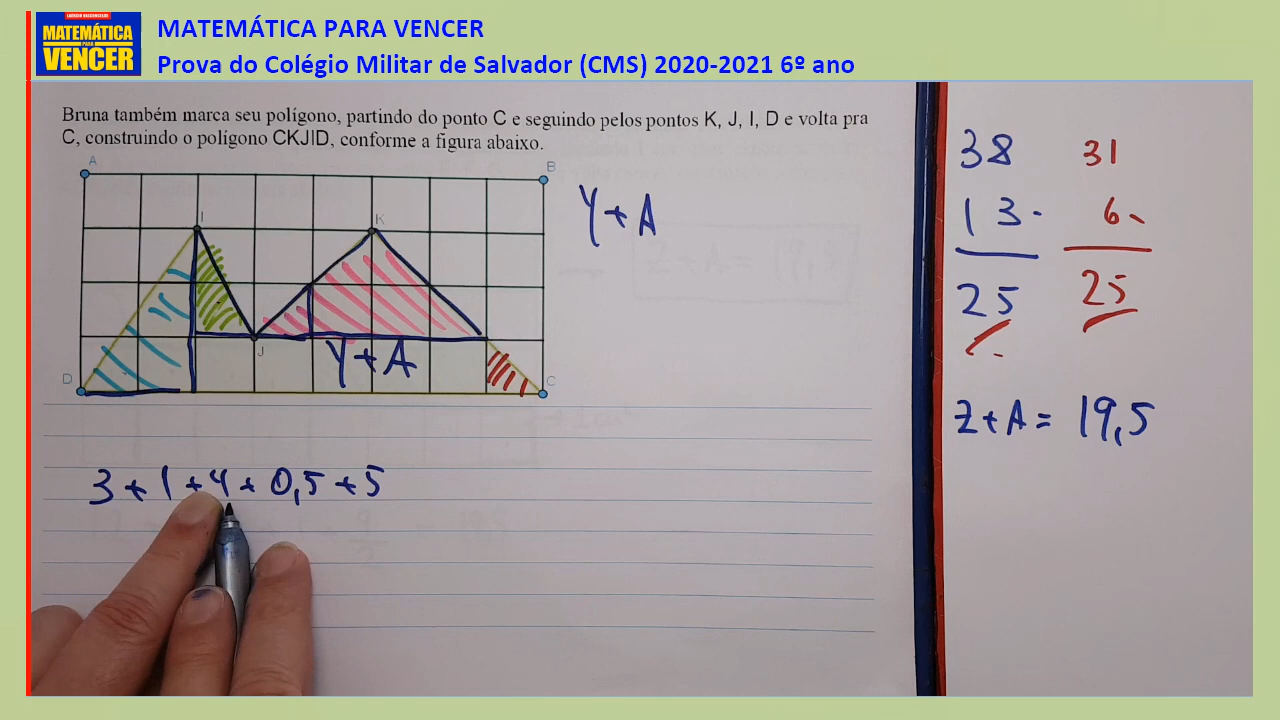 LAÉRCIO VASCONCELOS
MATEMÁTICA
PARA
VENCER
MATEMÁTICA PARA VENCER
Prova do Colégio Militar de Salvador (CMS) 2020-2021 6º ano
Bruna também marca seu polígono, partindo do ponto C e seguindo pelos pontos K, J, I, D e volta pra
C, construindo o polígono CKJID, conforme a figura abaixo.
A
B
I
K
J
D
C
Y+A
Y+A
3+1+4+0,5+5
38
13-
25
31
6-
25
Z+A= 19,5